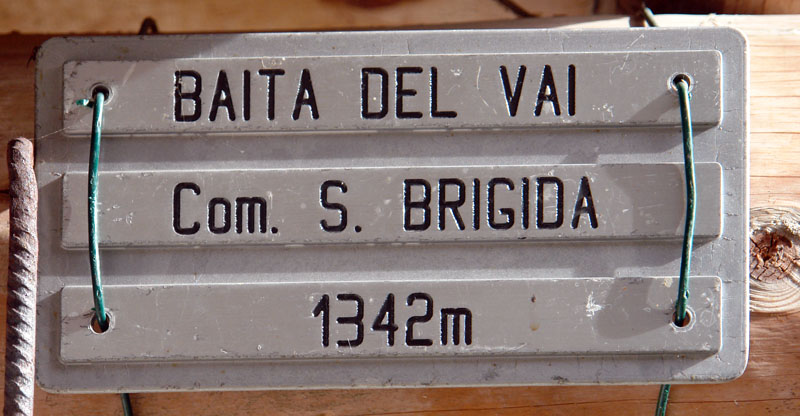 BAITA DEL VAI
Com. S. BRIGIDA
1342m